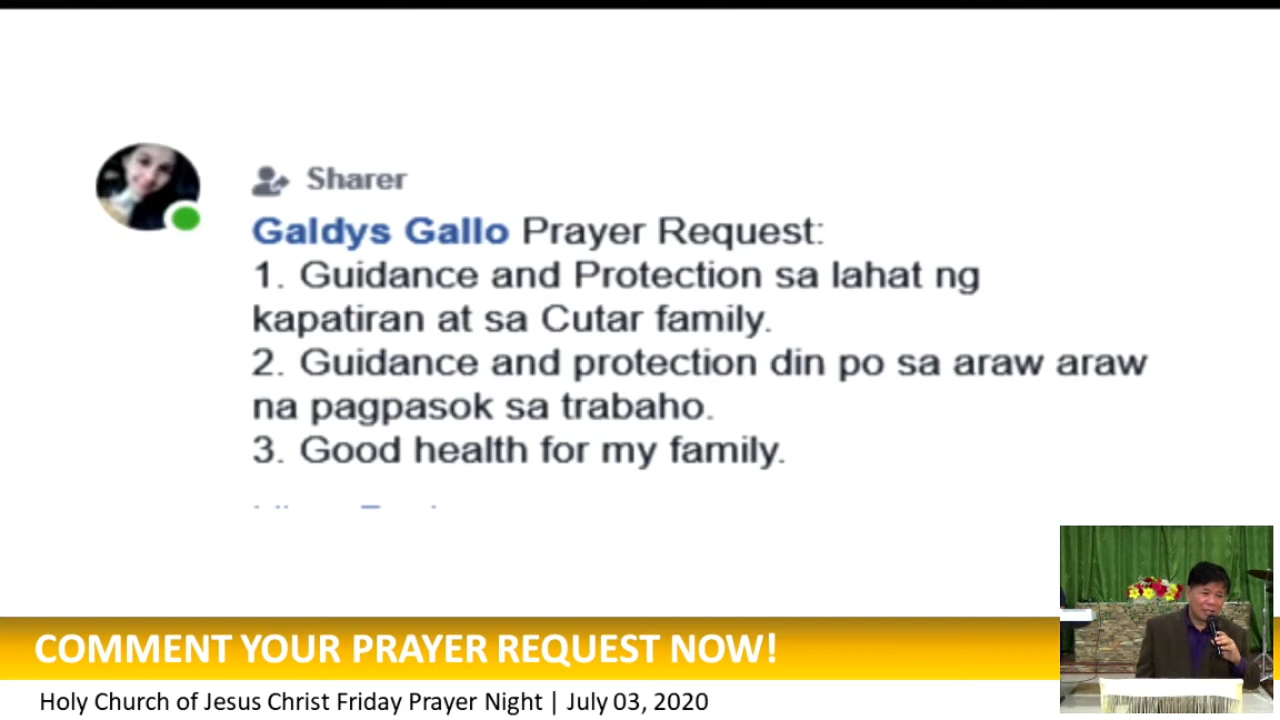 Sharer
Galdys Gallo Prayer Request:
1. Guidance and Protection sa lahat ng
kapatiran at sa Cutar family.
2. Guidance and protection din po sa araw araw
na pagpasok sa trabaho.
3. Good health for my family.
COMMENT YOUR PRAYER REQUEST NOW!
Holy Church of Jesus Christ Friday Prayer Night | July 03, 2020